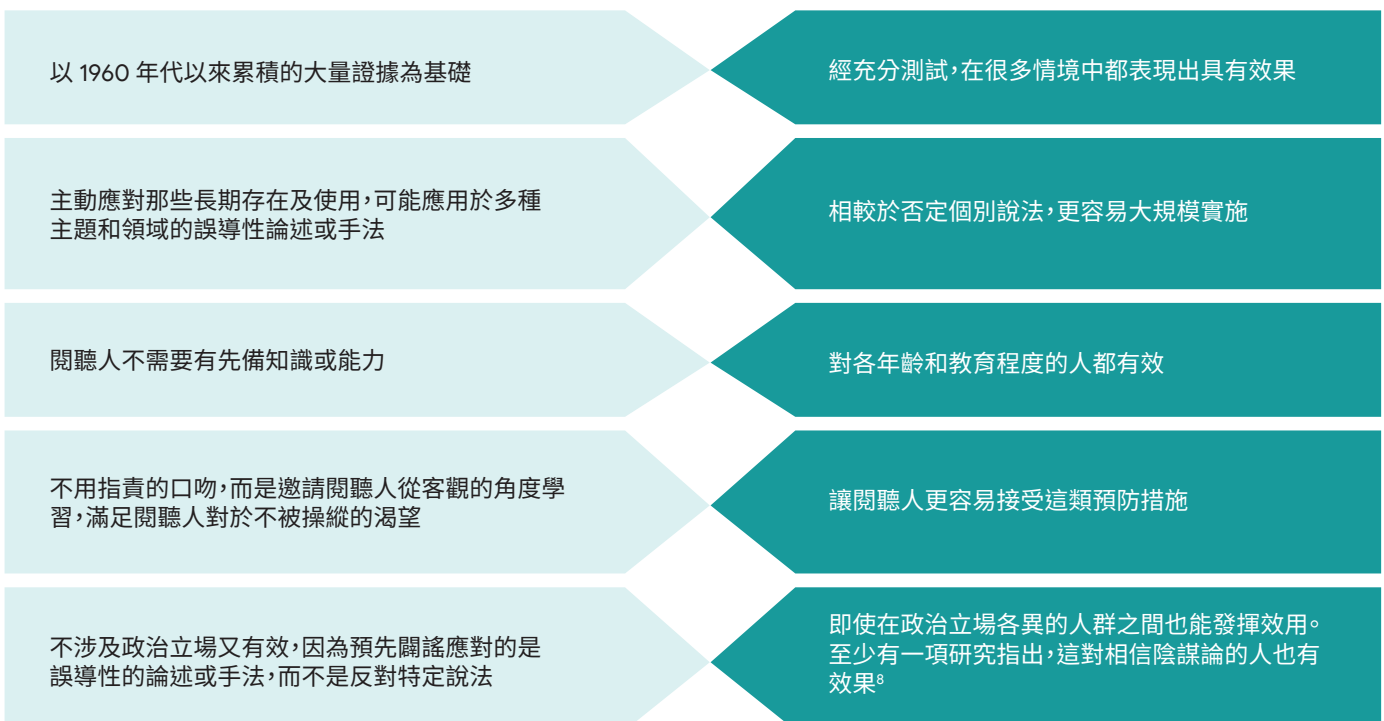 以 1960 年代以來累積的大量證據為基礎
經充分測試，在很多情境中都表現出具有效果
主動應對那些長期存在及使用，可能應用於多種
主題和領域的誤導性論述或手法
相較於否定個別說法，更容易大規模實施
閱聽人不需要有先備知識或能力
對各年齡和教育程度的人都有效
不用指責的口吻，而是邀請閱聽人從客觀的角度學
習，滿足閱聽人對於不被操縱的渴望
讓閱聽人更容易接受這類預防措施
不涉及政治立場又有效，因為預先闢謠應對的是
誤導性的論述或手法，而不是反對特定說法
即使在政治立場各異的人群之間也能發揮效用。
至少有一項研究指出，這對相信陰謀論的人也有
效果⁸